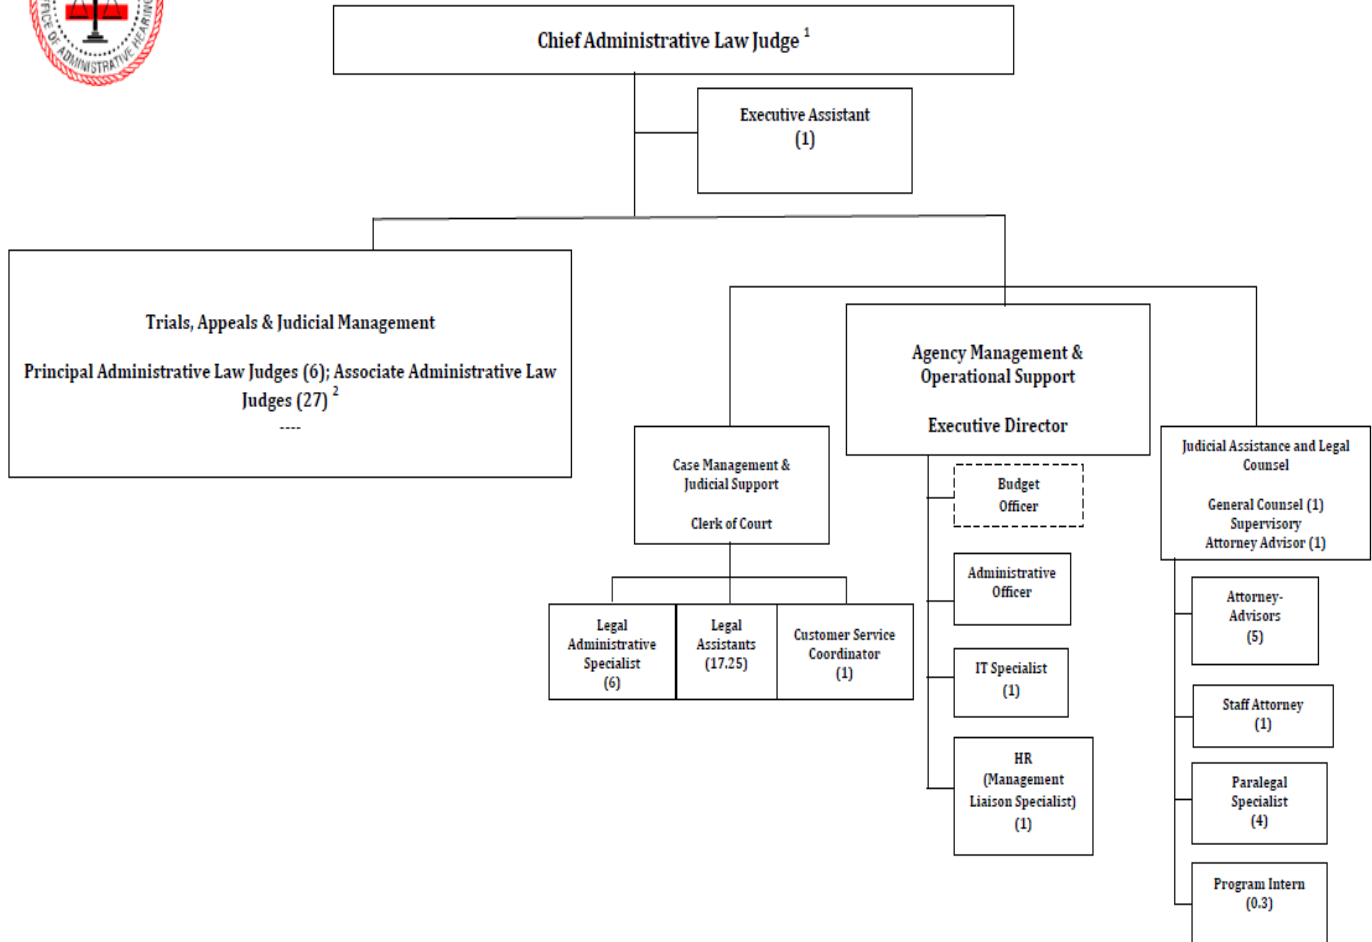 OFFICE OF ADMINISTRATIVE HEARING
Chief Administrative Law Judge 1
Executive Assistant
(1)
Trials, Appeals & Judicial Management
Principal Administrative Law Judges (6); Associate Administrative Law
Judges (27) 2
----
Agency Management &
Operational Support
Executive Director
Case Management &
Judicial Support
Clerk of Court
Legal
Administrative
Specialist
(6)
Legal
Assistants
(17.25)
Customer Service
Coordinator
(1)
Budget
Officer
Administrative
Officer
IT Specialist
(1)
HR
(Management
Liaison Specialist)
(1)
Judicial Assistance and Legal
Counsel
General Counsel (1)
Supervisory
Attorney Advisor (1)
Attorney-
Advisors
(5)
Staff Attorney
(1)
Paralegal
Specialist
(4)
Program Intern
(0.3)